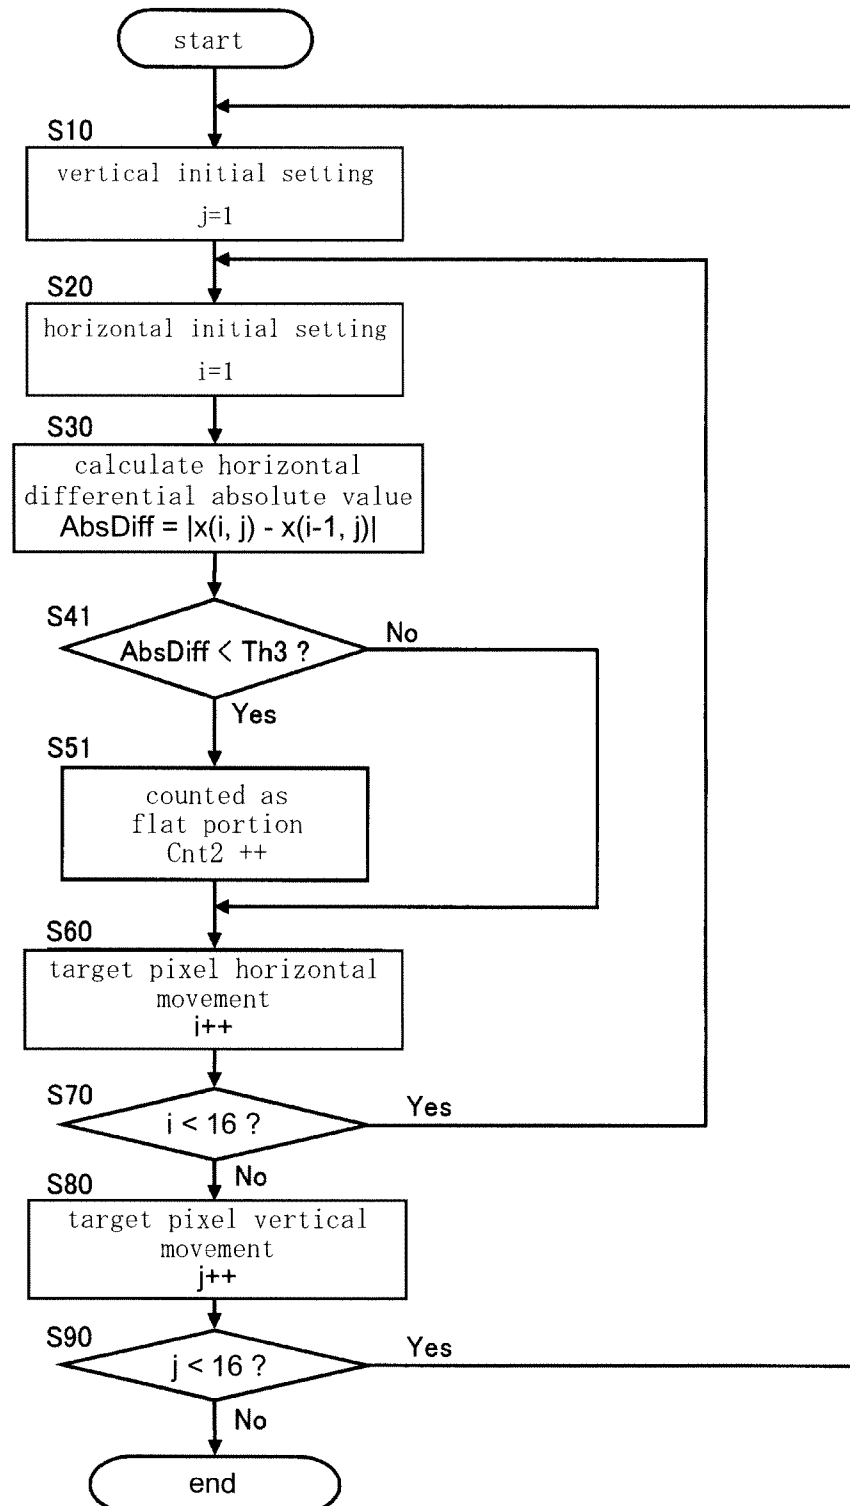 start
S10
vertical initial setting
j=1
S20
horizontal initial setting
i=1
S30
calculate horizontal
differential absolute value
AbsDiff = |x(i, j) - x(i-1, j)|
S41
AbsDiff < Th3 ?
No
Yes
S51
counted as
flat portion
Cnt2 ++
S60
target pixel horizontal
movement
i++
S70
i < 16 ?
Yes
No
S80
target pixel vertical
movement
j++
S90
j < 16 ?
Yes
No
end